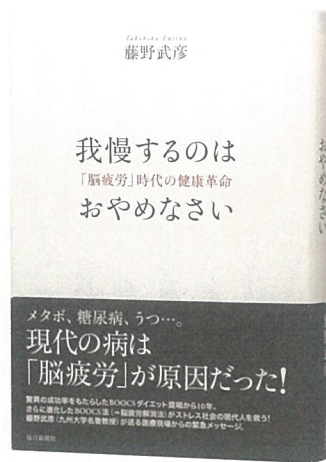 Takehiko Fujino
藤野武彦
我慢するのは
「脳疲労」時代の健康革命
おやめなさい
メタボ、糖尿病、うつ…。
現代の病は
「脳疲労」が原因だった!
驚異の成功率をもたらしたBOOCSダイエット提唱から10年。
さらに進化したBOOCS法(=脳疲労解消法)がストレス社会の現代人を救う!
藤野武彦(九州大学名誉教授)が送る医療現場からの緊急メッセージ。
毎日新聞社
おやめなさい